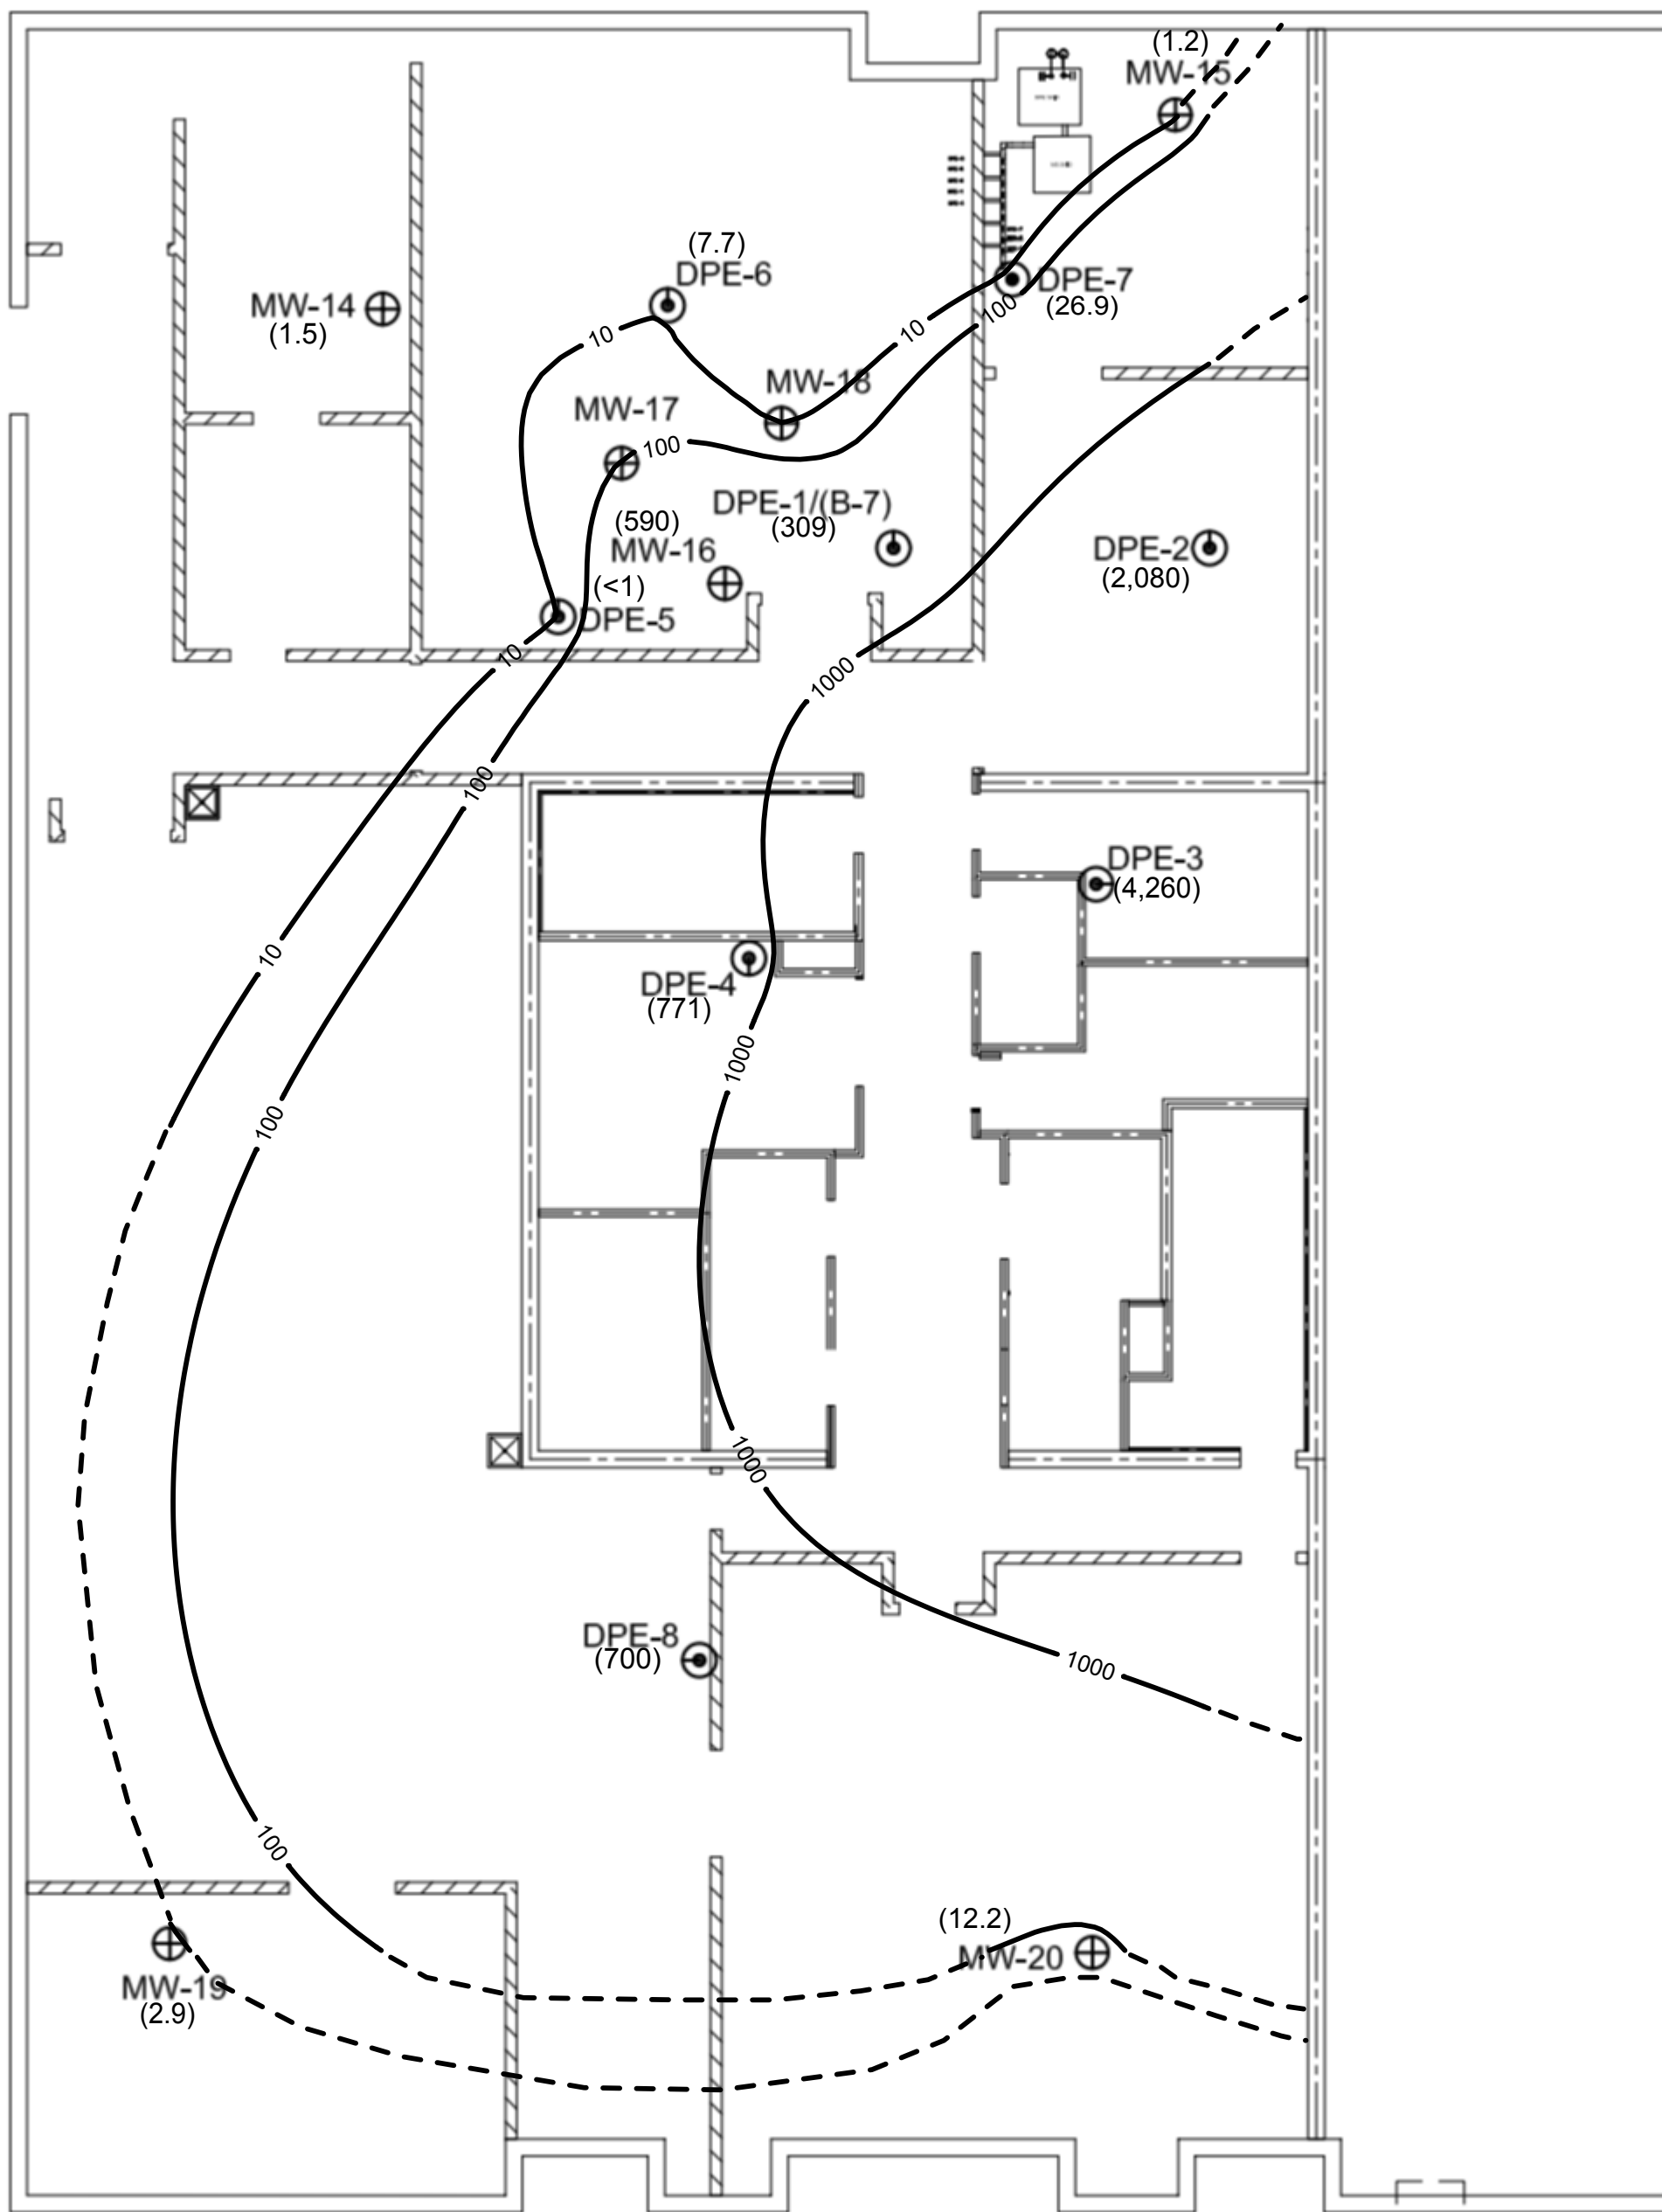 (1.2)
MW-15
(7.7)
DPE-6
DPE-7
(26.9)
MW-14
(1.5)
10
10
100
MW-18
MW-17
100
DPE-1/(B-7)
(309)
(590)
MW-16
DPE-2
(2,080)
(<1)
DPE-5
10
1000
100
DPE-3
(4,260)
10
DPE-4
(771)
1000
100
1000
DPE-8
(700)
1000
100
(12.2)
MW-20
MW-19
(2.9)